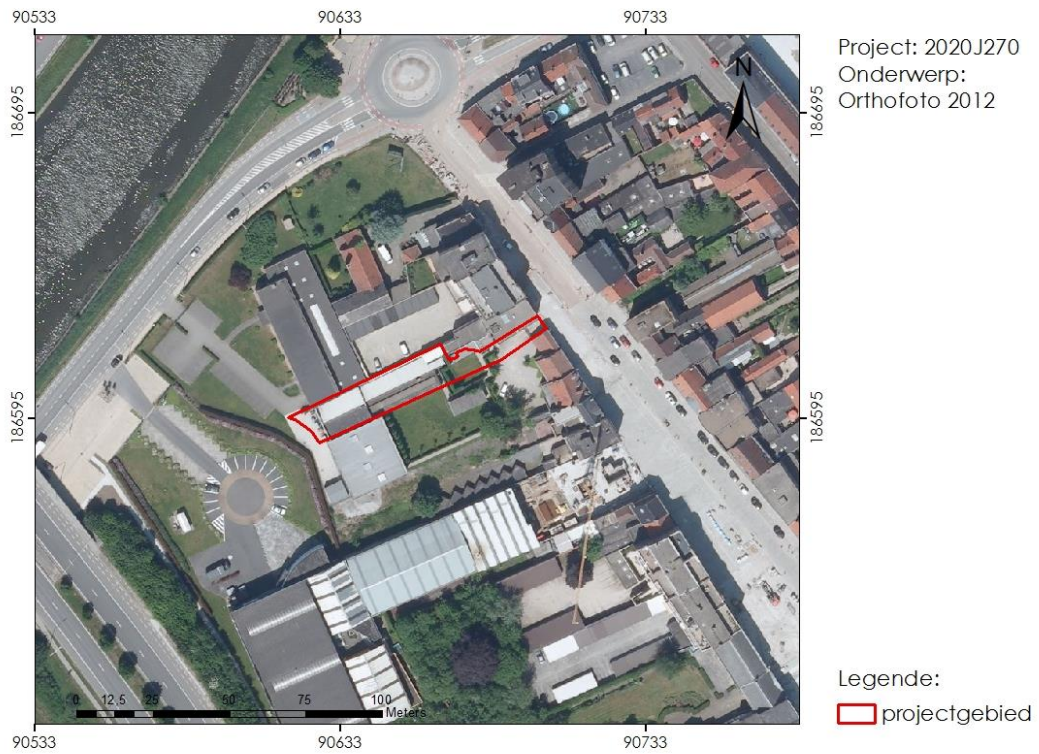 90533 90633 90733
Project: 2020J270
Onderwerp:
Orthofoto 2012
N
186695 186695
186595 186595
0 12,5 25 50 75 100
Meters
Legende:
projectgebied
90533 90633 90733